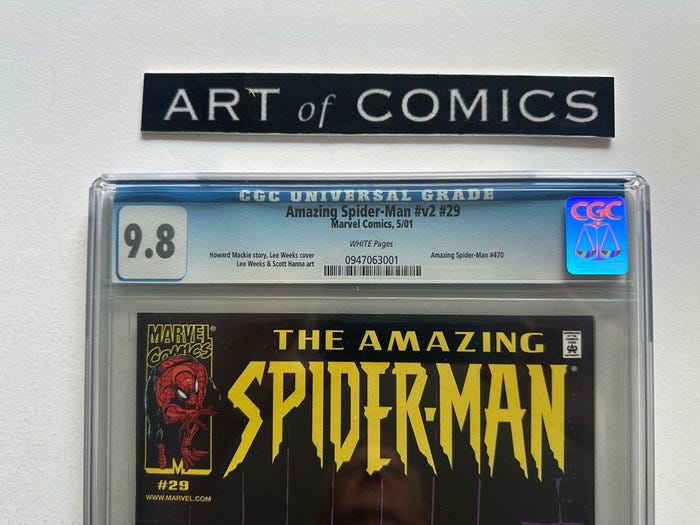 ART of COMICS
CGC UNIVERSAL GRADE
9.8
Amazing Spider-Man #v2 #29
Marvel Comics, 5/01
WHITE Pages
Howard Mackie story, Lee Weeks cover
Lee Weeks & Scott Hanna art
0947063001
Amazing Spider-Man #470
CGC
MARVEL®
COMICS
M
#29
WWW.MARVEL.COM
THE AMAZING
SPIDER-MAN®